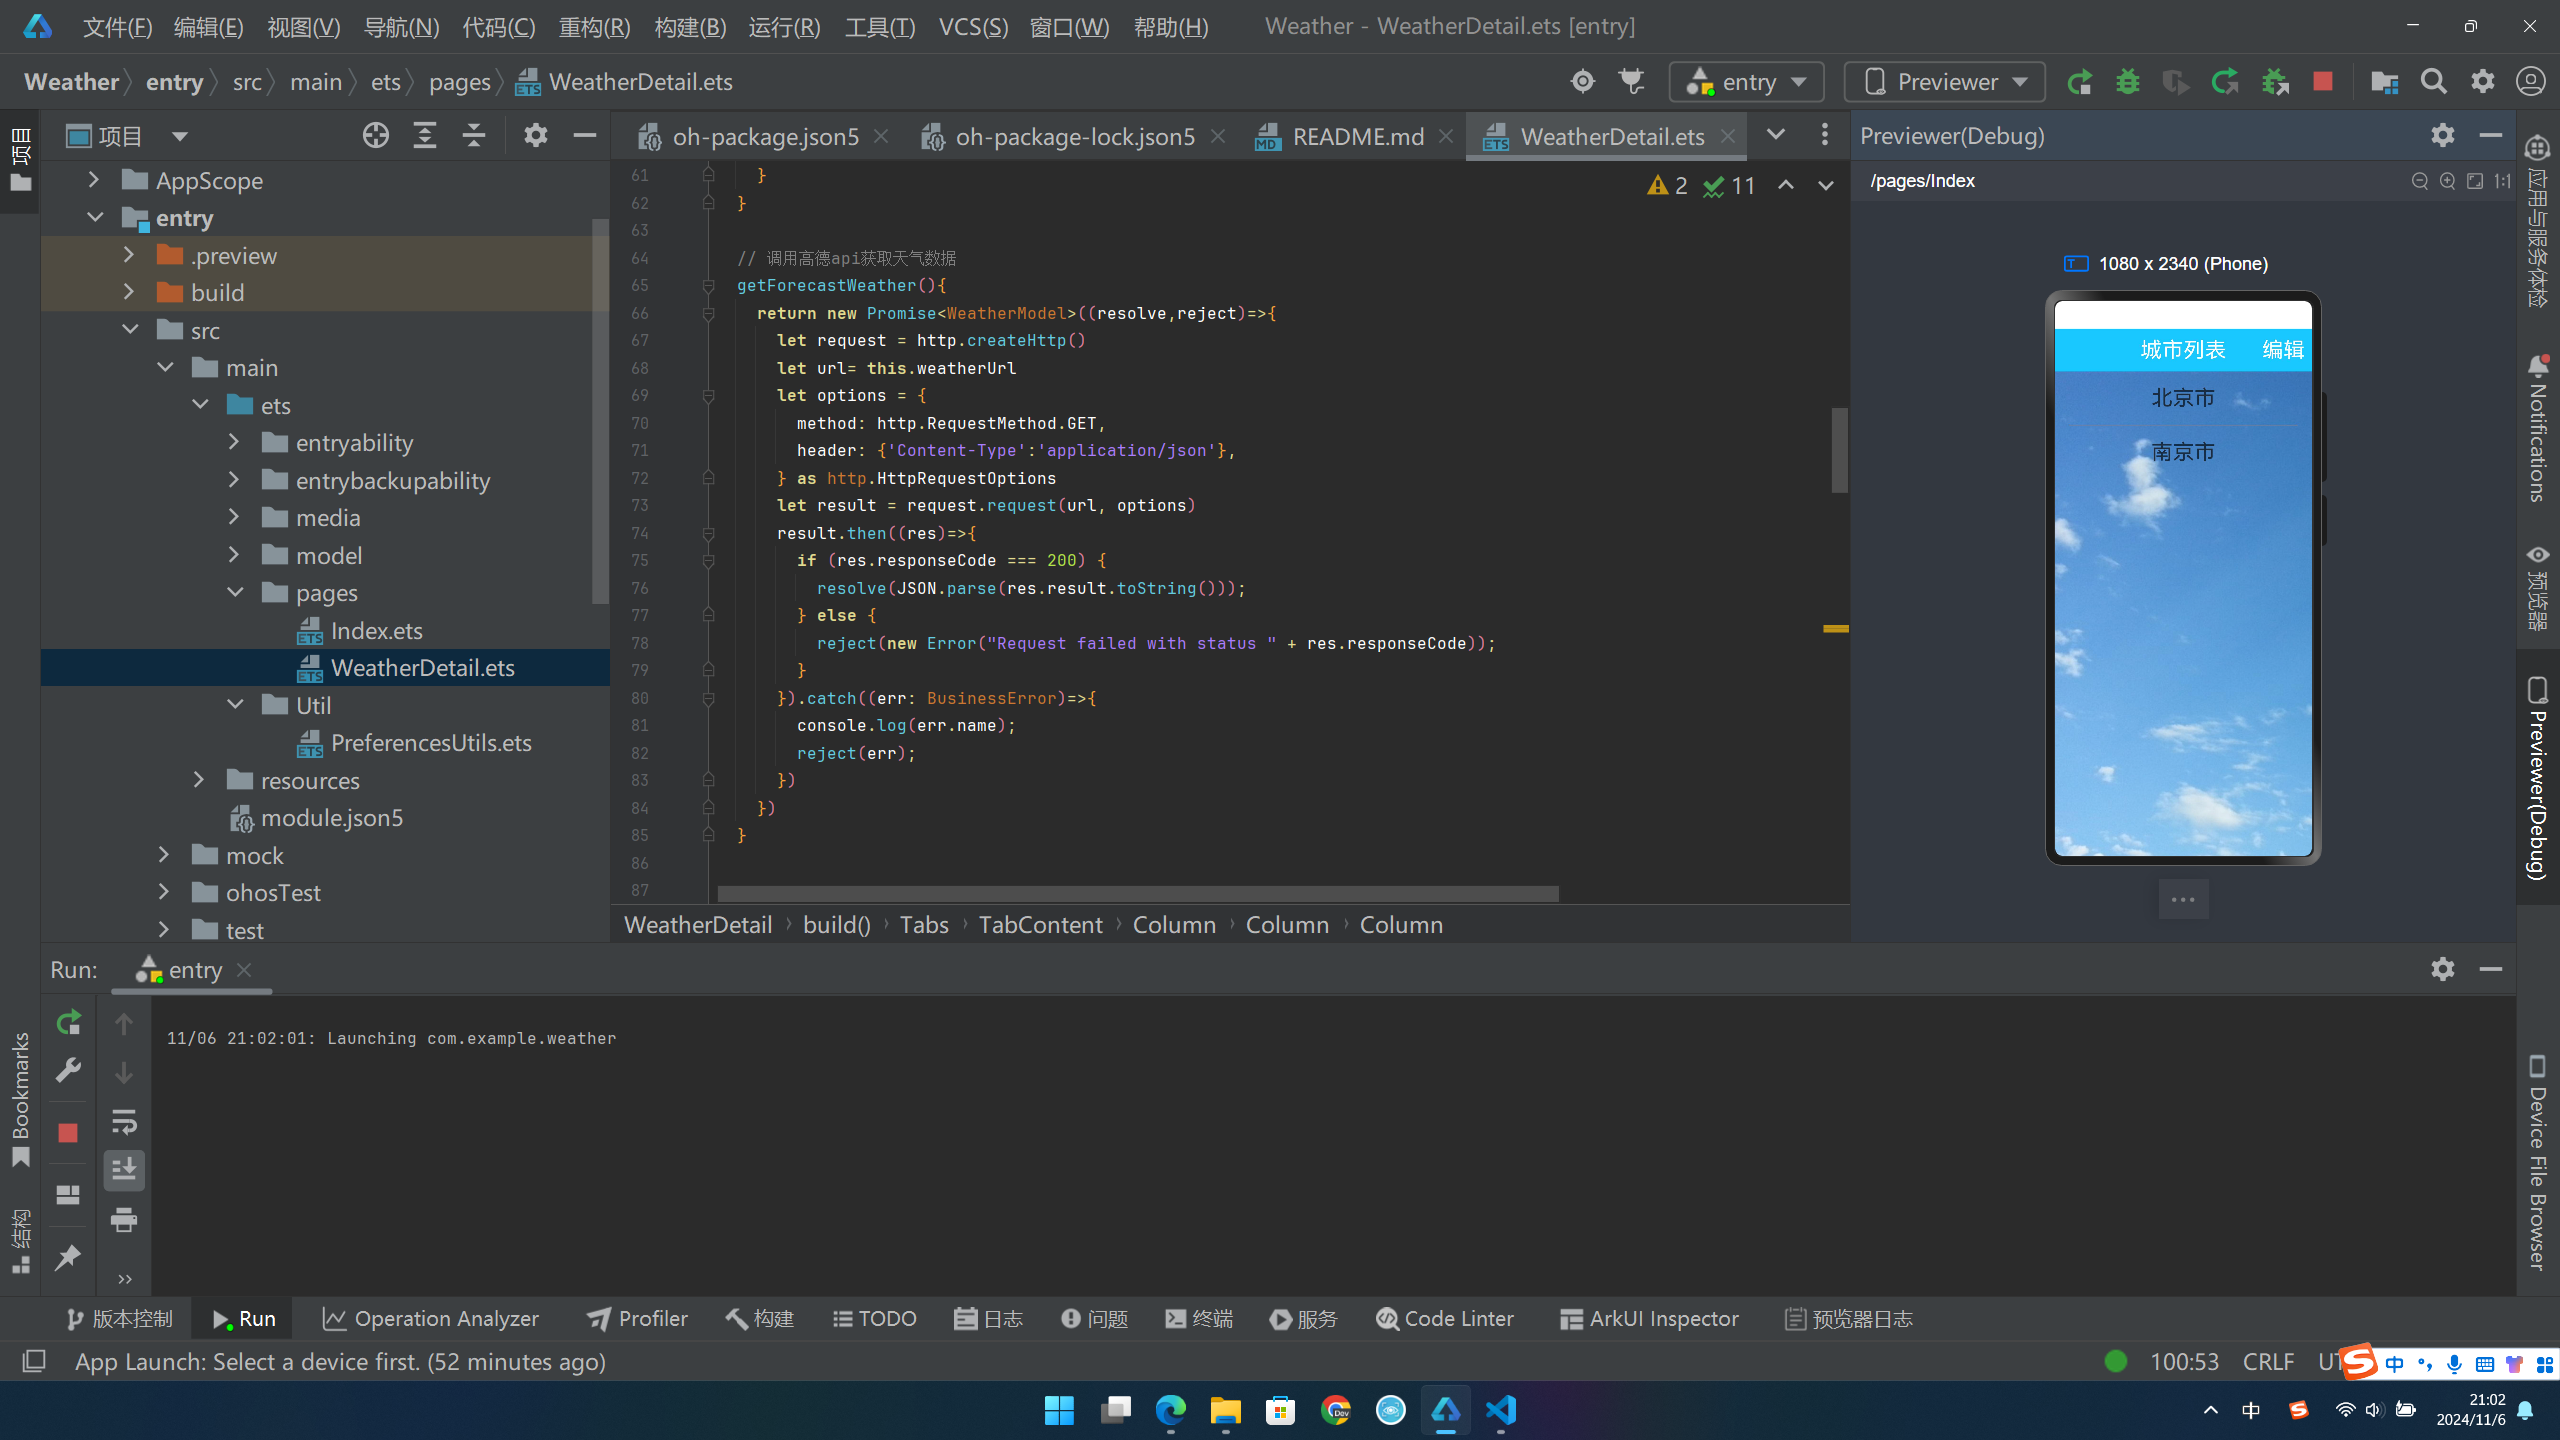 文件(F) 编辑(E) 视图(V) 导航(N) 代码(C) 重构(R) 构建(B) 运行(R) 工具(T) VCS(S) 窗口(W) 帮助(H) Weather - WeatherDetail.ets [entry]
Weather entry src main ets pages WeatherDetail.ets entry Previewer
项目
项目
AppScope
entry
.preview
build
src
main
ets
entryability
entrybackupability
media
model
pages
Index.ets
WeatherDetail.ets
Util
PreferencesUtils.ets
resources
module.json5
mock
ohosTest
test
oh-package.json5 oh-package-lock.json5 README.md WeatherDetail.ets
2 11
61 }
62 }
63
64 // 调用高德api获取天气数据
65 getForecastWeather(){
66 return new Promise<WeatherModel>((resolve,reject)=>{
67 let request = http.createHttp()
68 let url= this.weatherUrl
69 let options = {
70 method: http.RequestMethod.GET,
71 header: {'Content-Type':'application/json'},
72 } as http.HttpRequestOptions
73 let result = request.request(url, options)
74 result.then((res)=>{
75 if (res.responseCode === 200) {
76 resolve(JSON.parse(res.result.toString()));
77 } else {
78 reject(new Error("Request failed with status " + res.responseCode));
79 }
80 }).catch((err: BusinessError)=>{
81 console.log(err.name);
82 reject(err);
83 })
84 })
85 }
86
87
WeatherDetail build() Tabs TabContent Column Column Column
Previewer(Debug)
/pages/Index
1:1
1080 x 2340 (Phone)
城市列表 编辑
北京市
南京市
应用与服务体检
Notifications
预览器
Previewer(Debug)
Device File Browser
Run: entry
11/06 21:02:01: Launching com.example.weather
Bookmarks
结构
版本控制 Run Operation Analyzer Profiler 构建 TODO 日志 问题 终端 服务 Code Linter ArkUI Inspector 预览器日志
App Launch: Select a device first. (52 minutes ago) 100:53 CRLF
中
Dev
中
21:02
2024/11/6